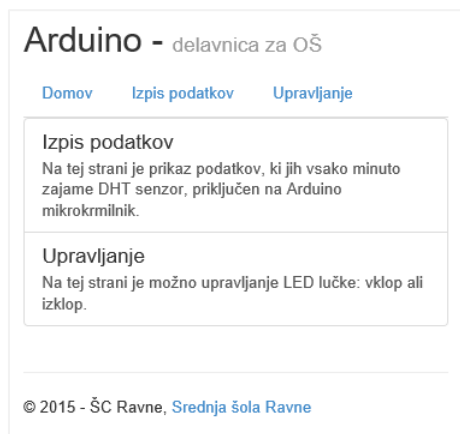 Arduino - delavnica za OŠ
Domov Izpis podatkov Upravljanje
Izpis podatkov
Na tej strani je prikaz podatkov, ki jih vsako minuto
zajame DHT senzor, priključen na Arduino
mikrokrmilnik.
Upravljanje
Na tej strani je možno upravljanje LED lučke: vklop ali
izklop.
© 2015 - ŠC Ravne, Srednja šola Ravne